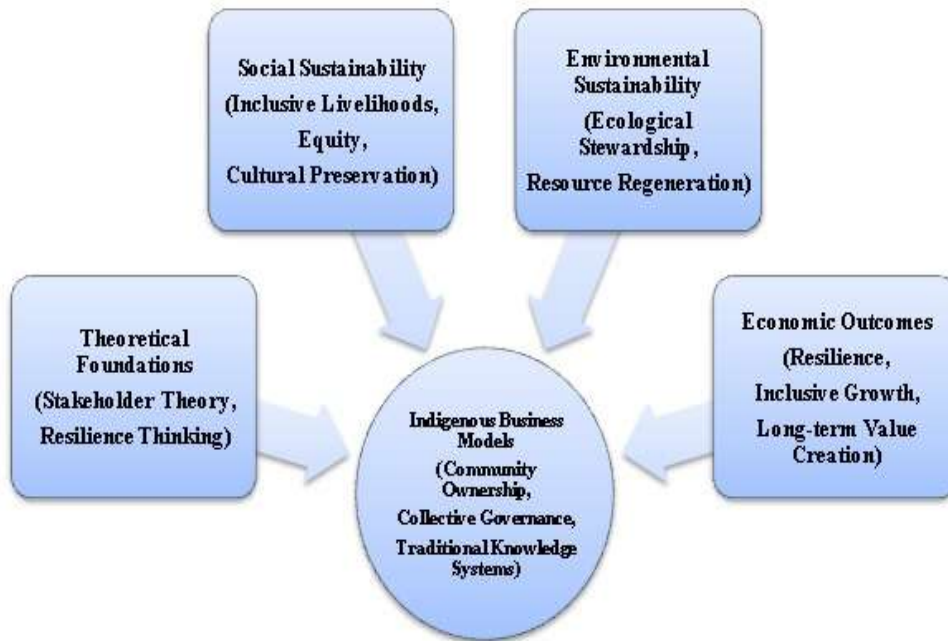 Social Sustainability
(Inclusive Livelihoods,
Equity,
Cultural Preservation)
Environmental
Sustainability
(Ecological
Stewardship,
Resource Regeneration)
Theoretical
Foundations
(Stakeholder Theory,
Resilience Thinking)
Economic Outcomes
(Resilience,
Inclusive Growth,
Long-term Value
Creation)
Indigenous Business
Models
(Community
Ownership,
Collective Governance,
Traditional Knowledge
Systems)